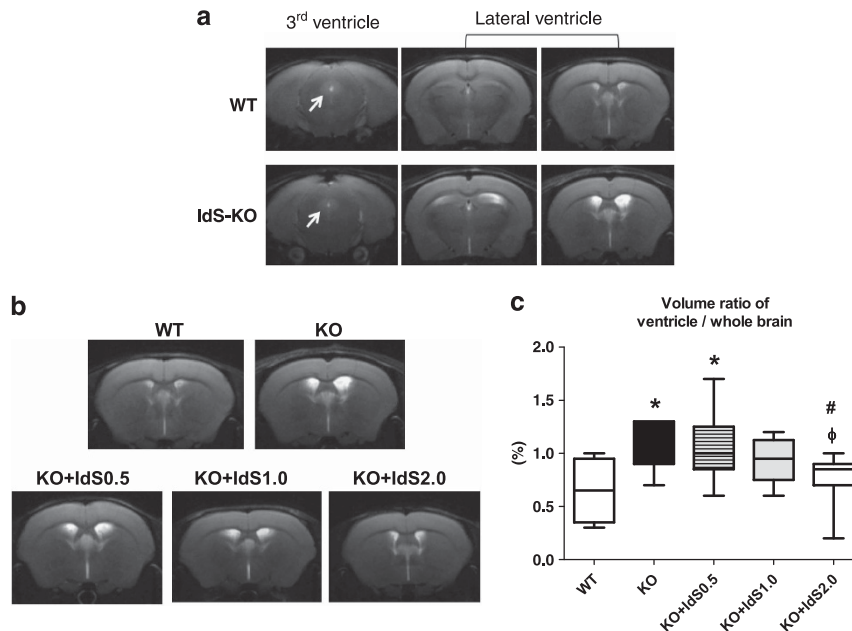 a
3rd ventricle
Lateral ventricle
WT
IdS-KO
b
WT
KO
KO+IdS0.5
KO+IdS1.0
KO+IdS2.0
c
Volume ratio of
ventricle / whole brain
(%)
2.0
1.5
1.0
0.5
0.0
*
*
#
ϕ
WT
KO
KO+IdS0.5
KO+IdS1.0
KO+IdS2.0